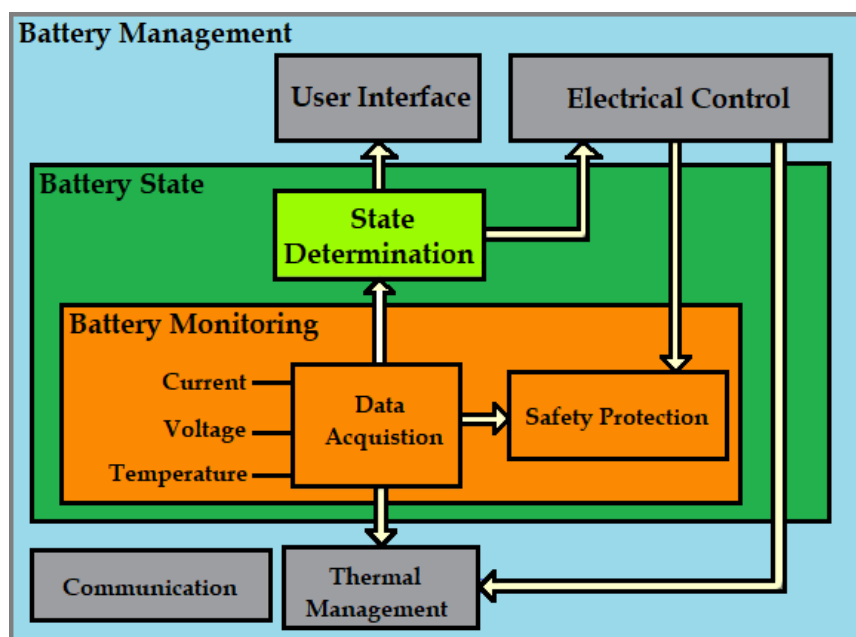 Battery Management
User Interface
Electrical Control
Battery State
State
Determination
Battery Monitoring
Current
Voltage
Temperature
Data
Acquistion
Safety Protection
Communication
Thermal
Management